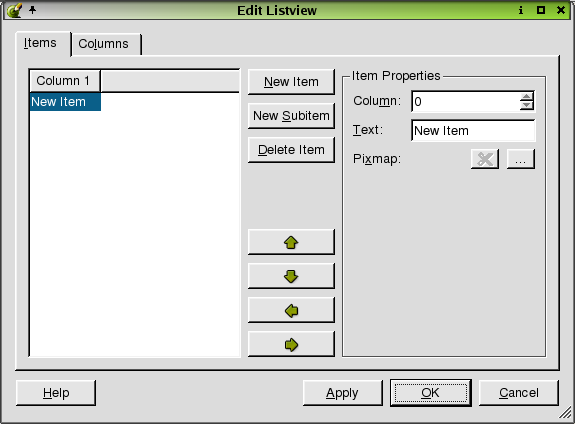 Edit Listview
Items
Columns
Column 1
New Item
New Item
New Subitem
Delete Item
Item Properties
Column:
0
Text:
New Item
Pixmap:
...
Help
Apply
OK
Cancel